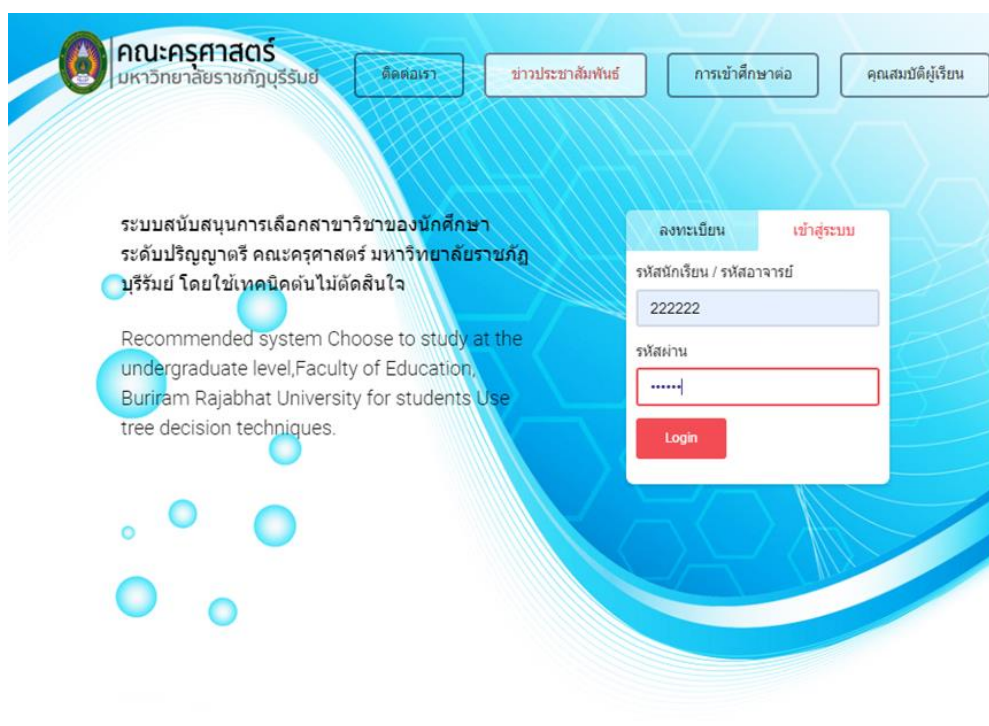 คณะครุศาสตร์
มหาวิทยาลัยราชภัฏบุรีรัมย์
ติดต่อเรา
ข่าวประชาสัมพันธ์
การเข้าศึกษาต่อ
คุณสมบัติผู้เรียน
ระบบสนับสนุนการเลือกสาขาวิชาของนักศึกษา
ระดับปริญญาตรี คณะครุศาสตร์ มหาวิทยาลัยราชภัฏ
บุรีรัมย์ โดยใช้เทคนิคต้นไม้ตัดสินใจ
Recommended system Choose to study at the
undergraduate level,Faculty of Education,
Buriram Rajabhat University for students Use
tree decision techniques.
ลงทะเบียน
เข้าสู่ระบบ
รหัสนักเรียน / รหัสอาจารย์
222222
รหัสผ่าน
••••••
Login